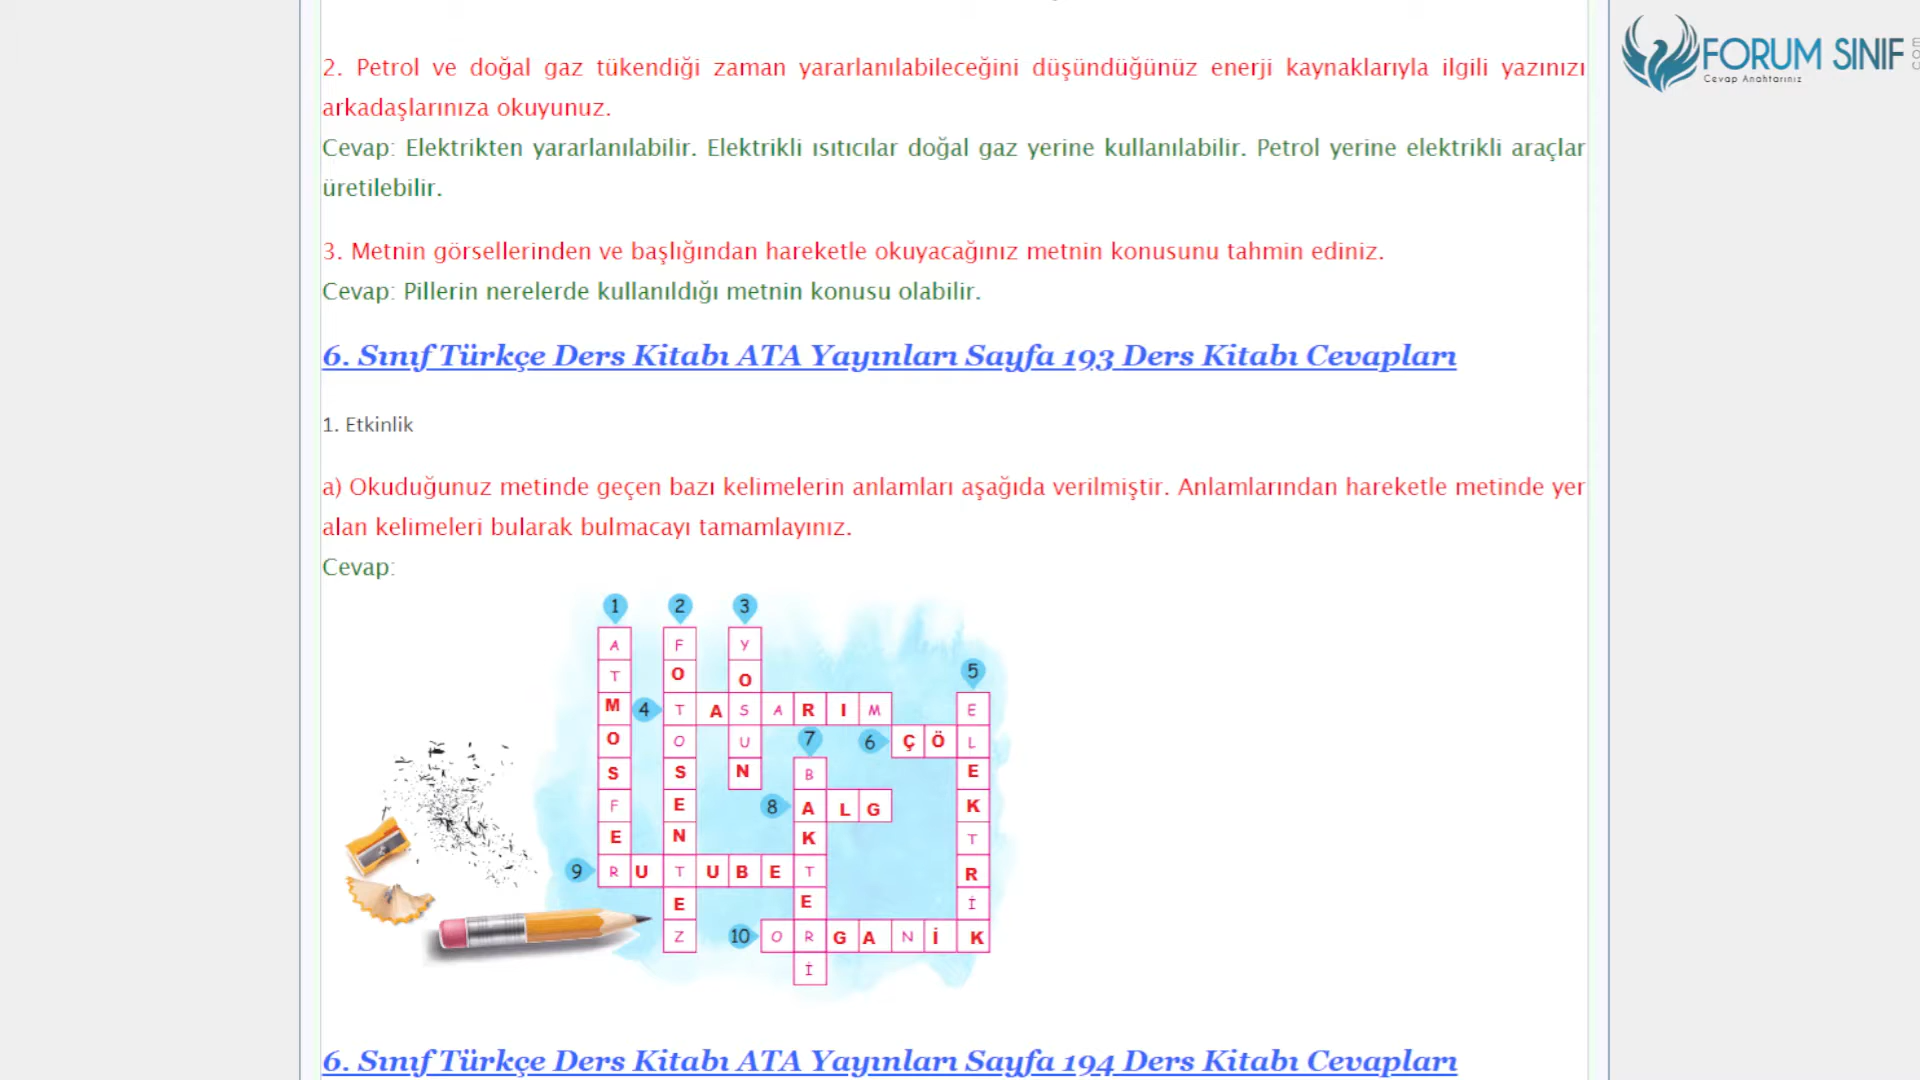 FORUM SINIF
Cevap Anahtarınız
2. Petrol ve doğal gaz tükendiği zaman yararlanılabileceğini düşündüğünüz enerji kaynaklarıyla ilgili yazınızı
arkadaşlarınıza okuyunuz.
Cevap: Elektrikten yararlanılabilir. Elektrikli ısıtıcılar doğal gaz yerine kullanılabilir. Petrol yerine elektrikli araçlar
üretilebilir.
3. Metnin görsellerinden ve başlığından hareketle okuyacağınız metnin konusunu tahmin ediniz.
Cevap: Pillerin nerelerde kullanıldığı metnin konusu olabilir.
6. Sınıf Türkçe Ders Kitabı ATA Yayınları Sayfa 193 Ders Kitabı Cevapları
1. Etkinlik
a) Okuduğunuz metinde geçen bazı kelimelerin anlamları aşağıda verilmiştir. Anlamlarından hareketle metinde yer
alan kelimeleri bularak bulmacayı tamamlayınız.
Cevap:
1 2 3
A F Y
T O O 5
M 4 T A S A R I M E
O O U 7 6 Ç Ö L
S S N B E
F E 8 A L G K
E N K T
9 R U T U B E T R
E E İ
Z 10 O R G A N İ K
İ
6. Sınıf Türkçe Ders Kitabı ATA Yayınları Sayfa 194 Ders Kitabı Cevapları